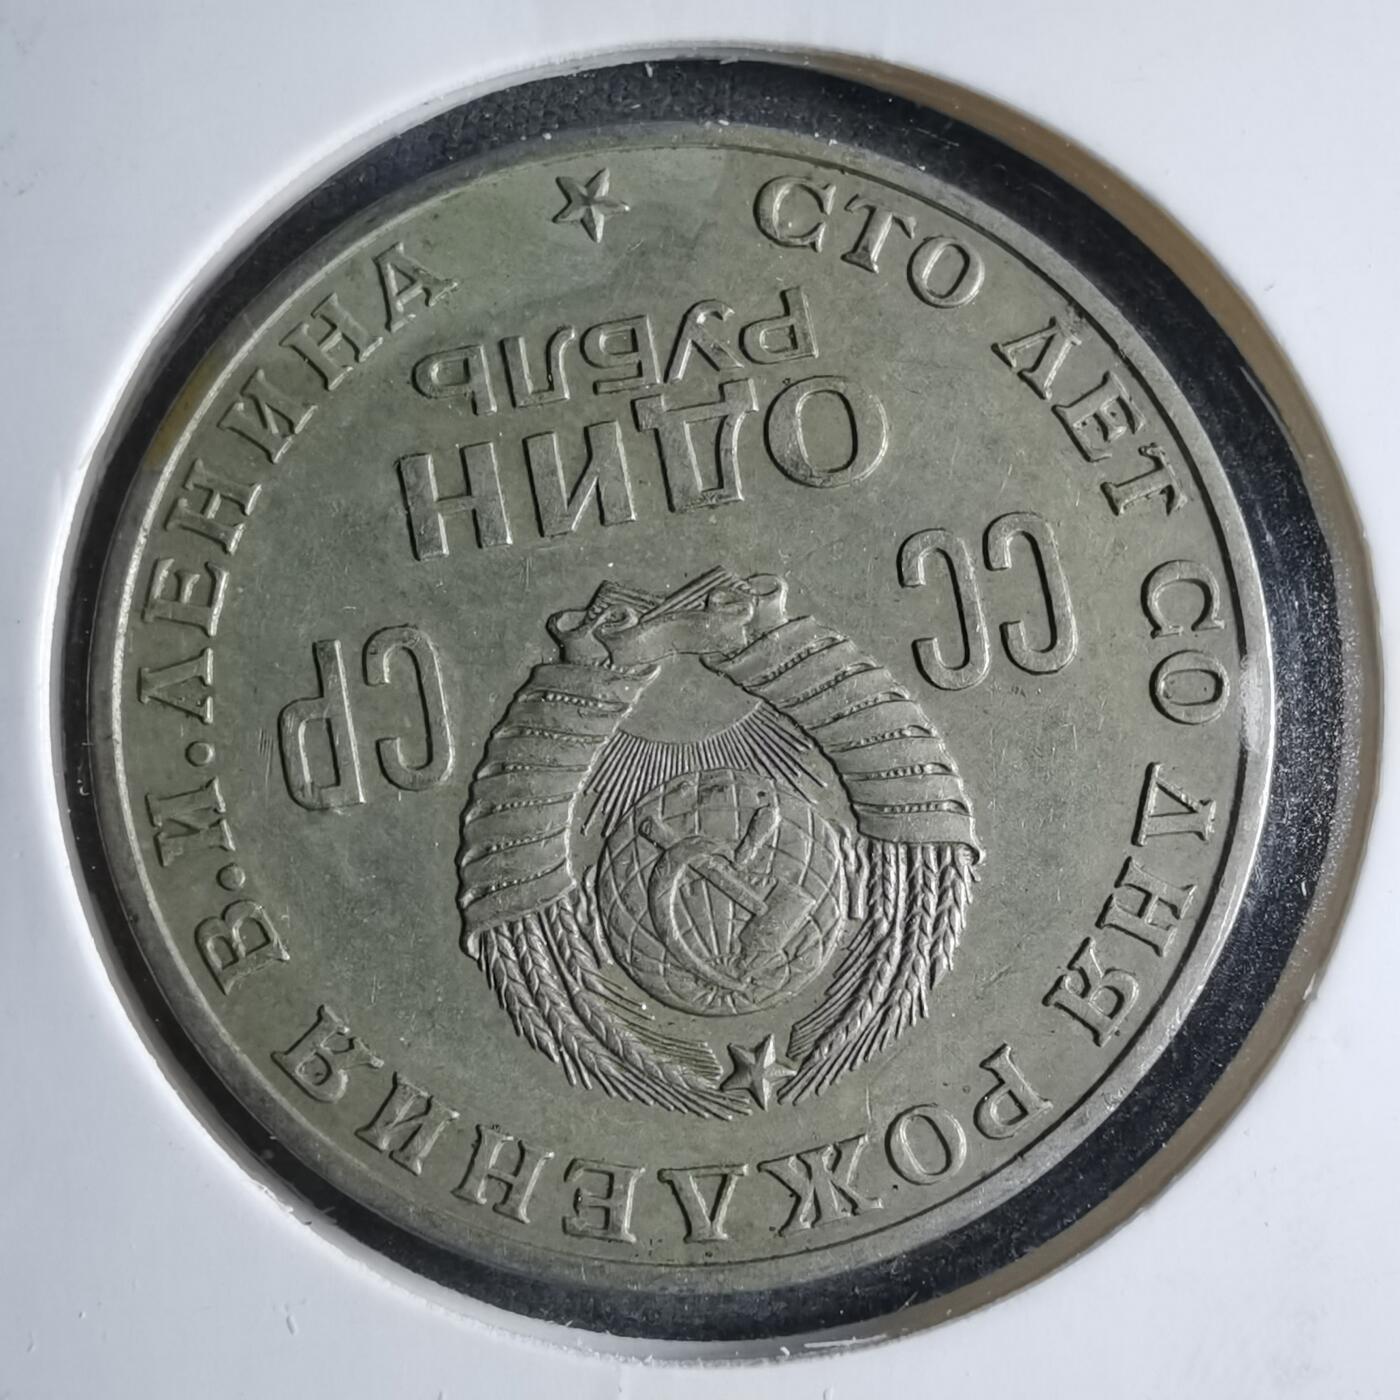 СТО ЛЕТ СО ДНЯ РОЖДЕНИЯ В.И.ЛЕНИНА
СС СР
ОДИН
РУБЛЬ